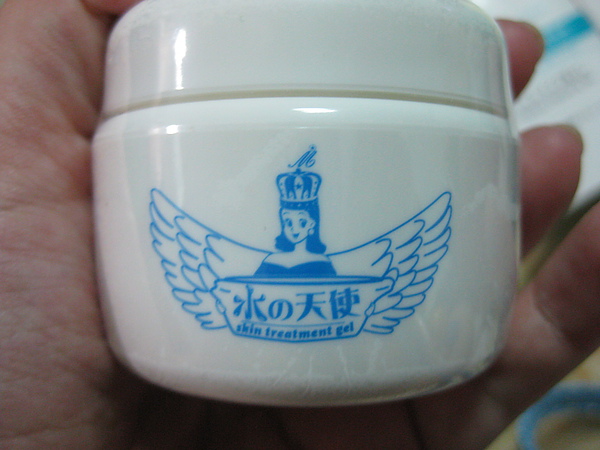 M
水の天使
skin treatment gel